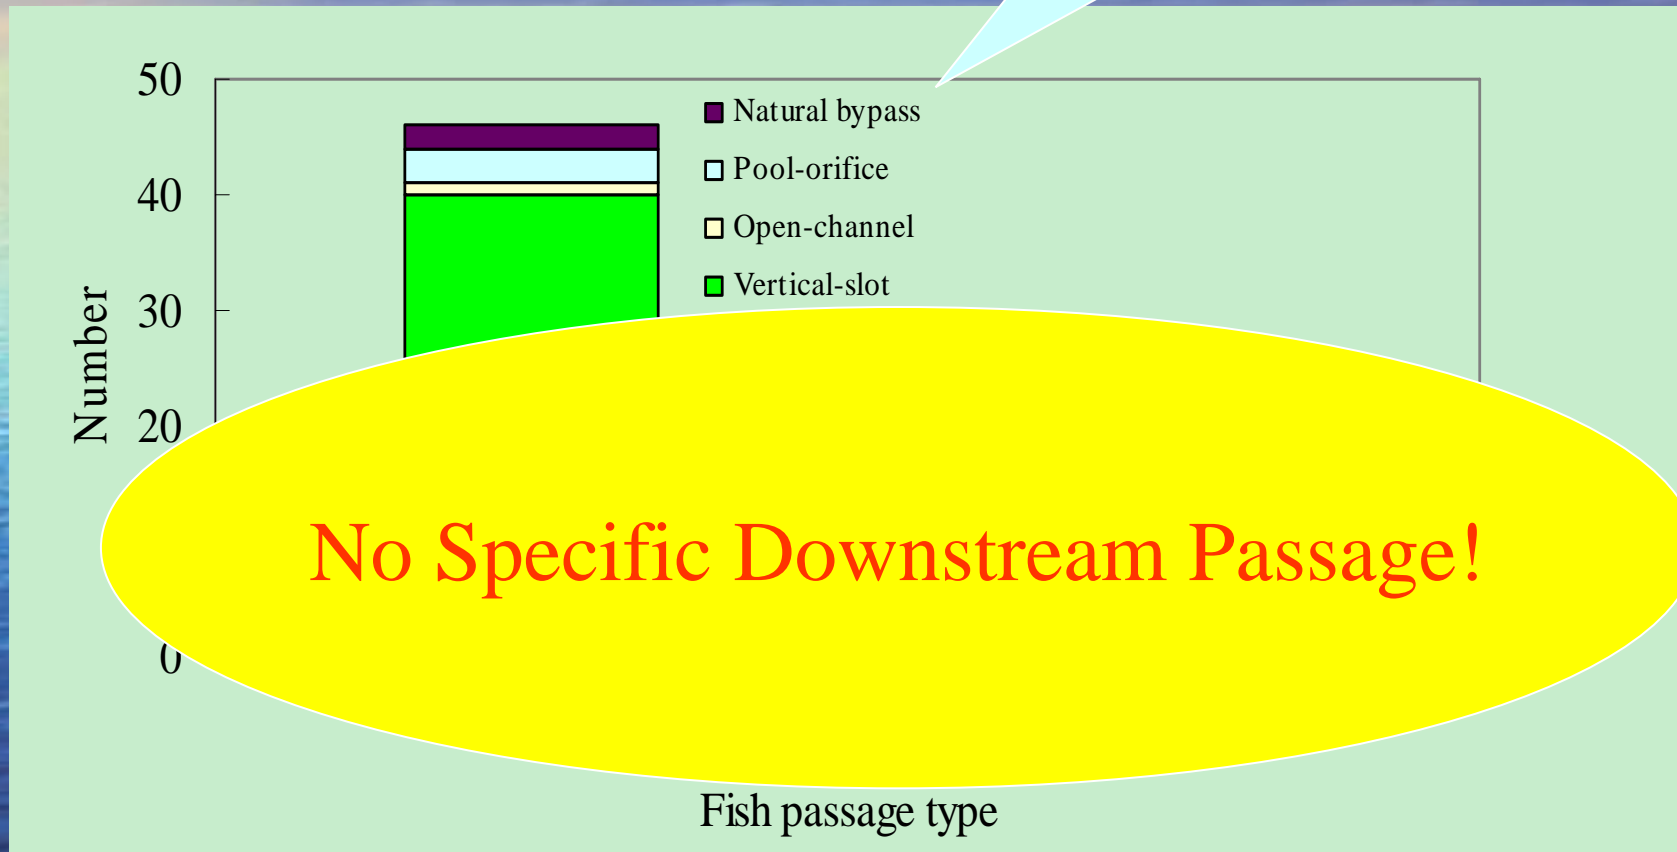 50
Natural bypass
Pool-orifice
40
Open-channel
Vertical-slot
30
Number
20
No Specific Downstream Passage!
0
Fish passage type